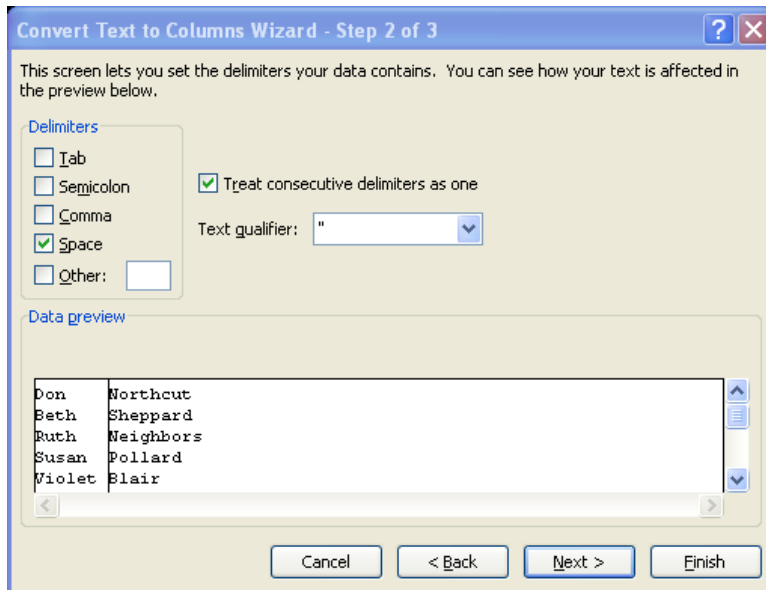 Convert Text to Columns Wizard - Step 2 of 3
This screen lets you set the delimiters your data contains. You can see how your text is affected in
the preview below.
Delimiters
Tab
Semicolon
Comma
Space
Other:
Treat consecutive delimiters as one
Text qualifier: "
Data preview
Don Northcut
Beth Sheppard
Ruth Neighbors
Susan Pollard
Violet Blair
Cancel
< Back
Next >
Finish